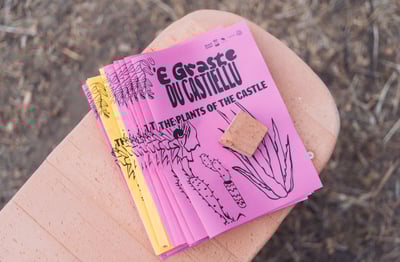 'E Graste
DU CASTIELLU
THE PLANTS OF THE CASTLE